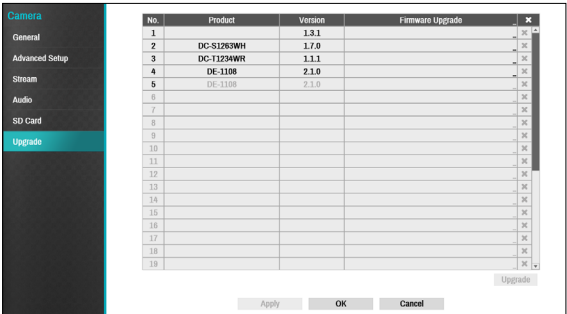 Camera
General
Advanced Setup
Stream
Audio
SD Card
Upgrade
No. Product Version Firmware Upgrade ... ✖
1 1.3.1 ... ✖
2 DC-S1263WH 1.7.0 ... ✖
3 DC-T1234WR 1.1.1 ... ✖
4 DE-1108 2.1.0 ... ✖
5 DE-1108 2.1.0 ... ✖
6 ... ✖
7 ... ✖
8 ... ✖
9 ... ✖
10 ... ✖
11 ... ✖
12 ... ✖
13 ... ✖
14 ... ✖
15 ... ✖
16 ... ✖
17 ... ✖
18 ... ✖
19 ... ✖
Upgrade
Apply OK Cancel